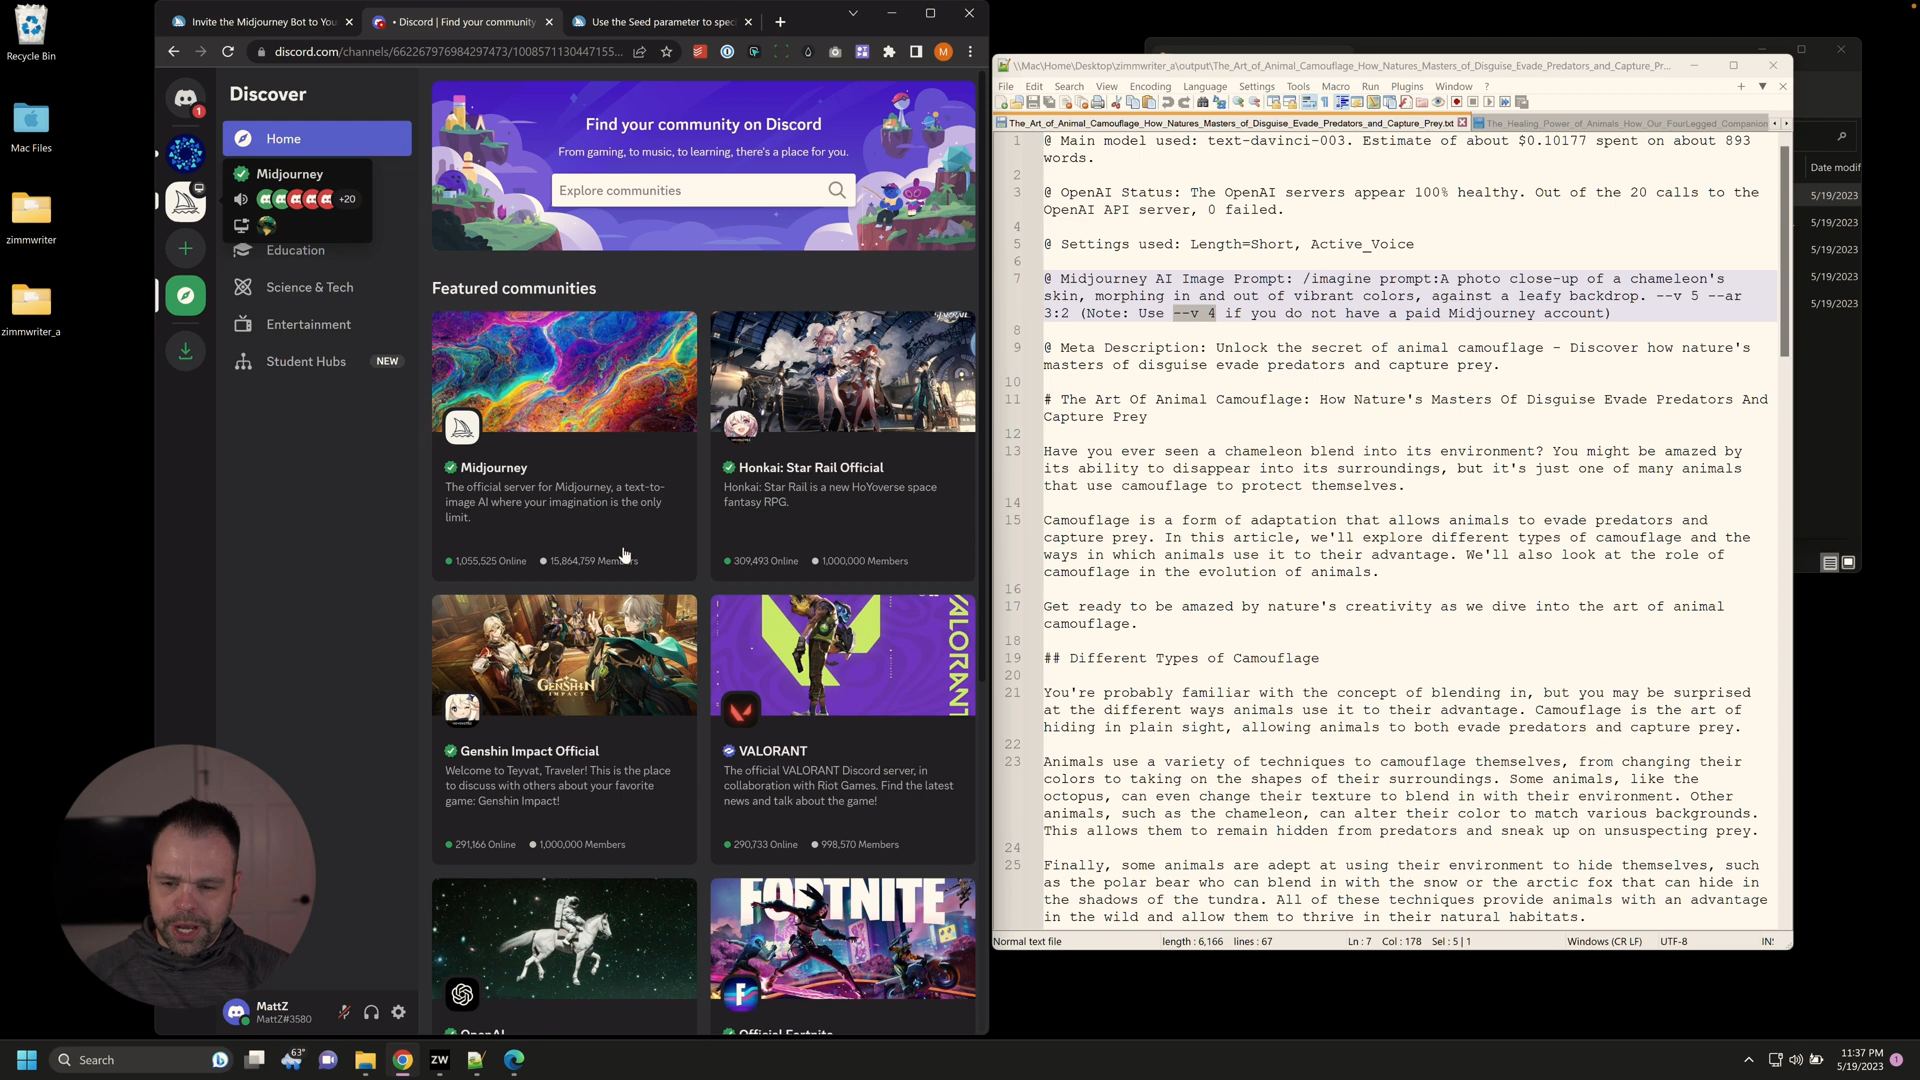 Recycle Bin
Mac Files
zimmwriter
zimmwriter_a
Invite the Midjourney Bot to You
• Discord | Find your community
Use the Seed parameter to spec
discord.com/channels/662267976984297473/1008571130447155...
M
1
Discover
Home
Midjourney
+20
Education
Science & Tech
Entertainment
Student Hubs
NEW
Find your community on Discord
From gaming, to music, to learning, there's a place for you.
Explore communities
Featured communities
Midjourney
The official server for Midjourney, a text-to-
image AI where your imagination is the only
limit.
1,055,525 Online
15,864,759 Members
STARRAIL
Honkai: Star Rail Official
Honkai: Star Rail is a new HoYoverse space
fantasy RPG.
309,493 Online
1,000,000 Members
GENSHIN
IMPACT
Genshin Impact Official
Welcome to Teyvat, Traveler! This is the place
to discuss with others about your favorite
game: Genshin Impact!
291,166 Online
1,000,000 Members
VALORANT
VALORANT
The official VALORANT Discord server, in
collaboration with Riot Games. Find the latest
news and talk about the game!
290,733 Online
998,570 Members
OpenAI
FORTNITE
F
Official Fortnite
MattZ
MattZ#3580
\\Mac\Home\Desktop\zimmwriter_a\output\The_Art_of_Animal_Camouflage_How_Natures_Masters_of_Disguise_Evade_Predators_and_Capture_Pr...
File Edit Search View Encoding Language Settings Tools Macro Run Plugins Window ?
The_Art_of_Animal_Camouflage_How_Natures_Masters_of_Disguise_Evade_Predators_and_Capture_Prey.txt
The_Healing_Power_of_Animals_How_Our_FourLegged_Companion
1 @ Main model used: text-davinci-003. Estimate of about $0.10177 spent on about 893
words.
2
3 @ OpenAI Status: The OpenAI servers appear 100% healthy. Out of the 20 calls to the
OpenAI API server, 0 failed.
4
5 @ Settings used: Length=Short, Active_Voice
6
7 @ Midjourney AI Image Prompt: /imagine prompt:A photo close-up of a chameleon's
skin, morphing in and out of vibrant colors, against a leafy backdrop. --v 5 --ar
3:2 (Note: Use --v 4 if you do not have a paid Midjourney account)
8
9 @ Meta Description: Unlock the secret of animal camouflage - Discover how nature's
masters of disguise evade predators and capture prey.
10
11 # The Art Of Animal Camouflage: How Nature's Masters Of Disguise Evade Predators And
Capture Prey
12
13 Have you ever seen a chameleon blend into its environment? You might be amazed by
its ability to disappear into its surroundings, but it's just one of many animals
that use camouflage to protect themselves.
14
15 Camouflage is a form of adaptation that allows animals to evade predators and
capture prey. In this article, we'll explore different types of camouflage and the
ways in which animals use it to their advantage. We'll also look at the role of
camouflage in the evolution of animals.
16
17 Get ready to be amazed by nature's creativity as we dive into the art of animal
camouflage.
18
19 ## Different Types of Camouflage
20
21 You're probably familiar with the concept of blending in, but you may be surprised
at the different ways animals use it to their advantage. Camouflage is the art of
hiding in plain sight, allowing animals to both evade predators and capture prey.
22
23 Animals use a variety of techniques to camouflage themselves, from changing their
colors to taking on the shapes of their surroundings. Some animals, like the
octopus, can even change their texture to blend in with their environment. Other
animals, such as the chameleon, can alter their color to match various backgrounds.
This allows them to remain hidden from predators and sneak up on unsuspecting prey.
24
25 Finally, some animals are adept at using their environment to hide themselves, such
as the polar bear who can blend in with the snow or the arctic fox that can hide in
the shadows of the tundra. All of these techniques provide animals with an advantage
in the wild and allow them to thrive in their natural habitats.
Normal text file
length : 6,166 lines : 67
Ln : 7 Col : 178 Sel : 5 | 1
Windows (CR LF)
UTF-8
INS
Date modif
5/19/2023
5/19/2023
5/19/2023
5/19/2023
5/19/2023
Search
63°
ZW
11:37 PM
5/19/2023
1